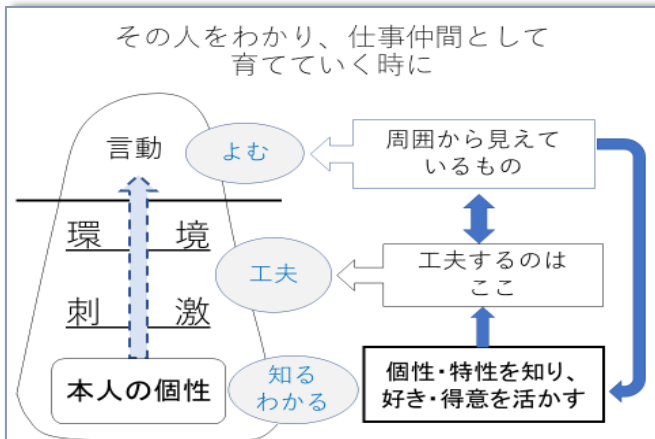 その人をわかり、仕事仲間として
育てていく時に
言動
よむ
周囲から見えて
いるもの
環 境
刺 激
工夫
工夫するのは
ここ
本人の個性
知る
わかる
個性・特性を知り、
好き・得意を活かす